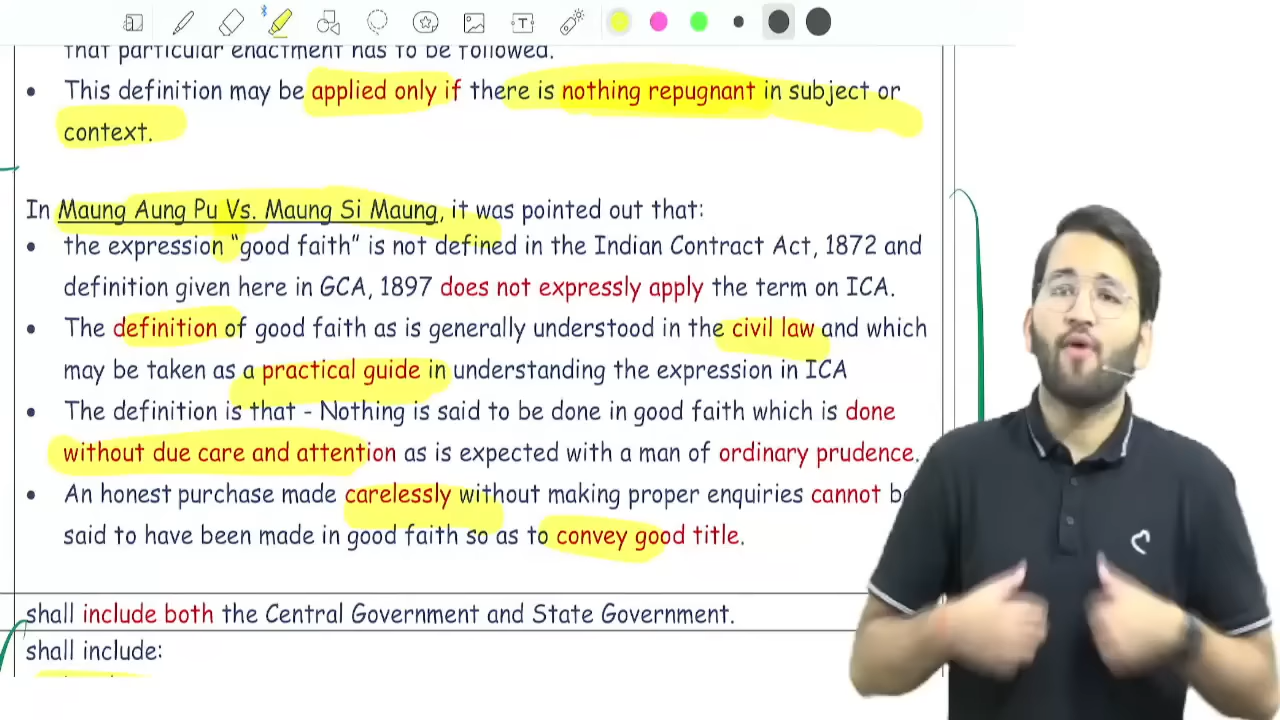 that particular enactment has to be followed.
• This definition may be applied only if there is nothing repugnant in subject or
context.
In Maung Aung Pu Vs. Maung Si Maung, it was pointed out that:
• the expression “good faith” is not defined in the Indian Contract Act, 1872 and
definition given here in GCA, 1897 does not expressly apply the term on ICA.
• The definition of good faith as is generally understood in the civil law and which
may be taken as a practical guide in understanding the expression in ICA
• The definition is that - Nothing is said to be done in good faith which is done
without due care and attention as is expected with a man of ordinary prudence.
• An honest purchase made carelessly without making proper enquiries cannot
said to have been made in good faith so as to convey good title.
shall include both the Central Government and State Government.
shall include: